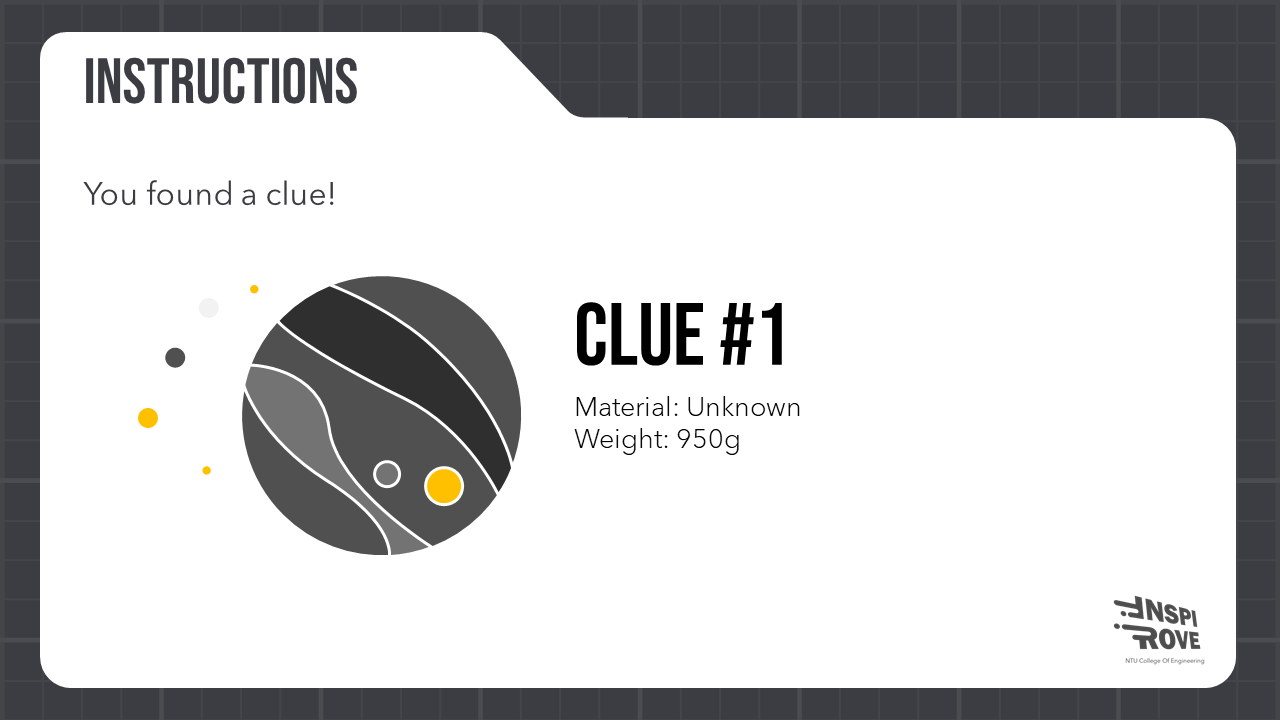 INSTRUCTIONS
You found a clue!
CLUE #1
Material: Unknown
Weight: 950g
INSPI
ROVE
NTU College Of Engineering